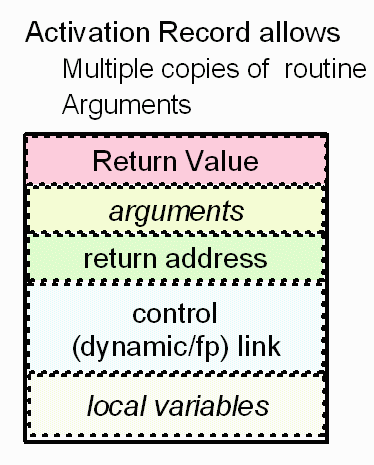 Activation Record allows
Multiple copies of routine
Arguments
Return Value
arguments
return address
control
(dynamic/fp) link
local variables